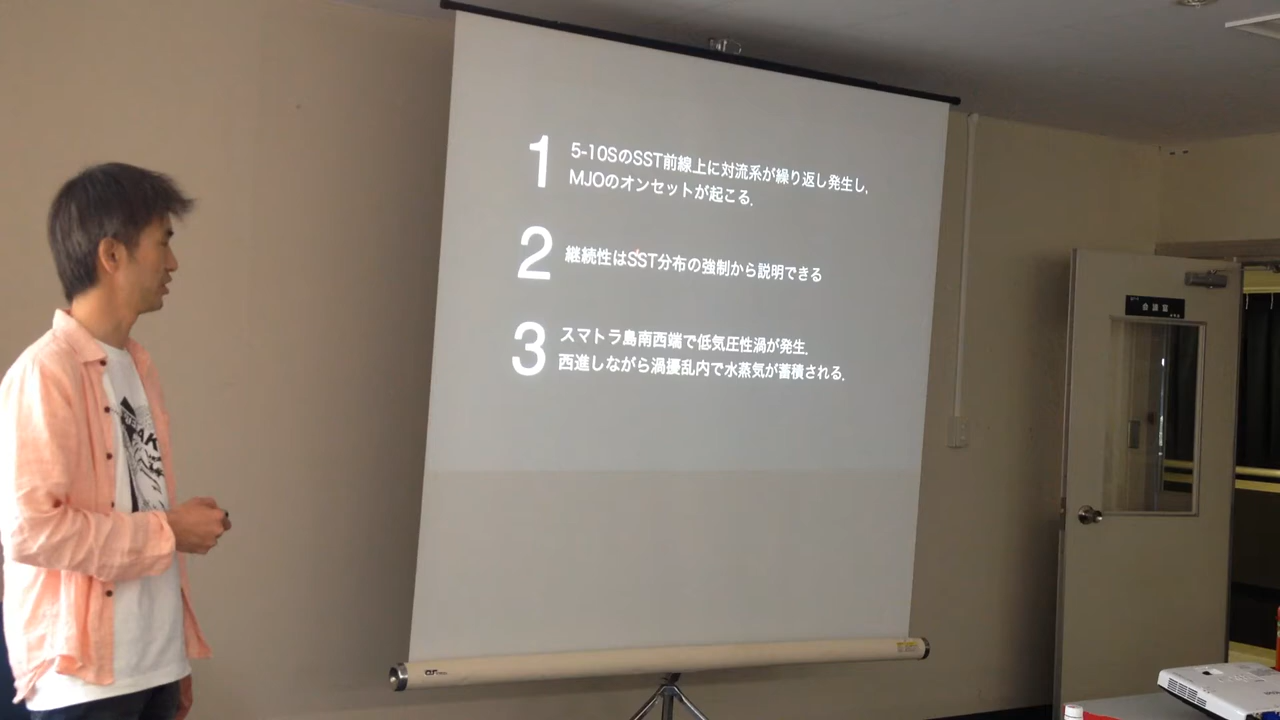 1
5-10SのSST前線上に対流系が繰り返し発生し,
MJOのオンセットが起こる.
2
継続性はSST分布の強制から説明できる
3
スマトラ島南西端で低気圧性渦が発生.
西進しながら渦擾乱内で水蒸気が蓄積される.
会議室